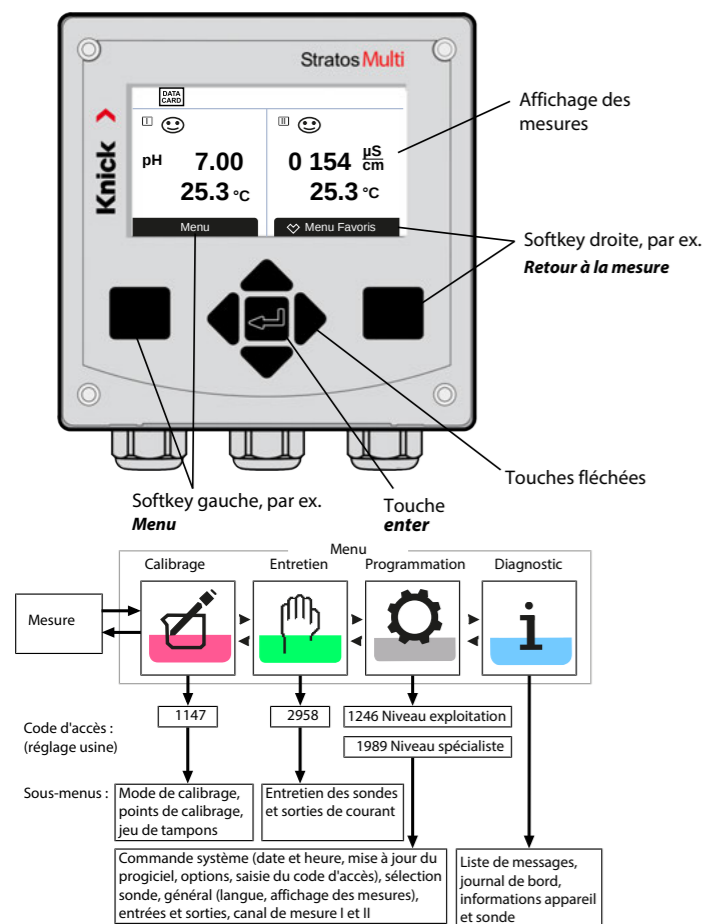 Stratos Multi
Knick
DATA
CARD
I
II
pH 7.00
25.3 °C
0 154 µS
cm
25.3 °C
Menu
Menu Favoris
Affichage des
mesures
Softkey droite, par ex.
Retour à la mesure
Touches fléchées
Touche
enter
Softkey gauche, par ex.
Menu
Menu
Calibrage Entretien Programmation Diagnostic
Mesure
i
Code d'accès :
(réglage usine)
1147
2958
1246 Niveau exploitation
1989 Niveau spécialiste
Sous-menus :
Mode de calibrage,
points de calibrage,
jeu de tampons
Entretien des sondes
et sorties de courant
Commande système (date et heure, mise à jour du
progiciel, options, saisie du code d'accès), sélection
sonde, général (langue, affichage des mesures),
entrées et sorties, canal de mesure I et II
Liste de messages,
journal de bord,
informations appareil
et sonde